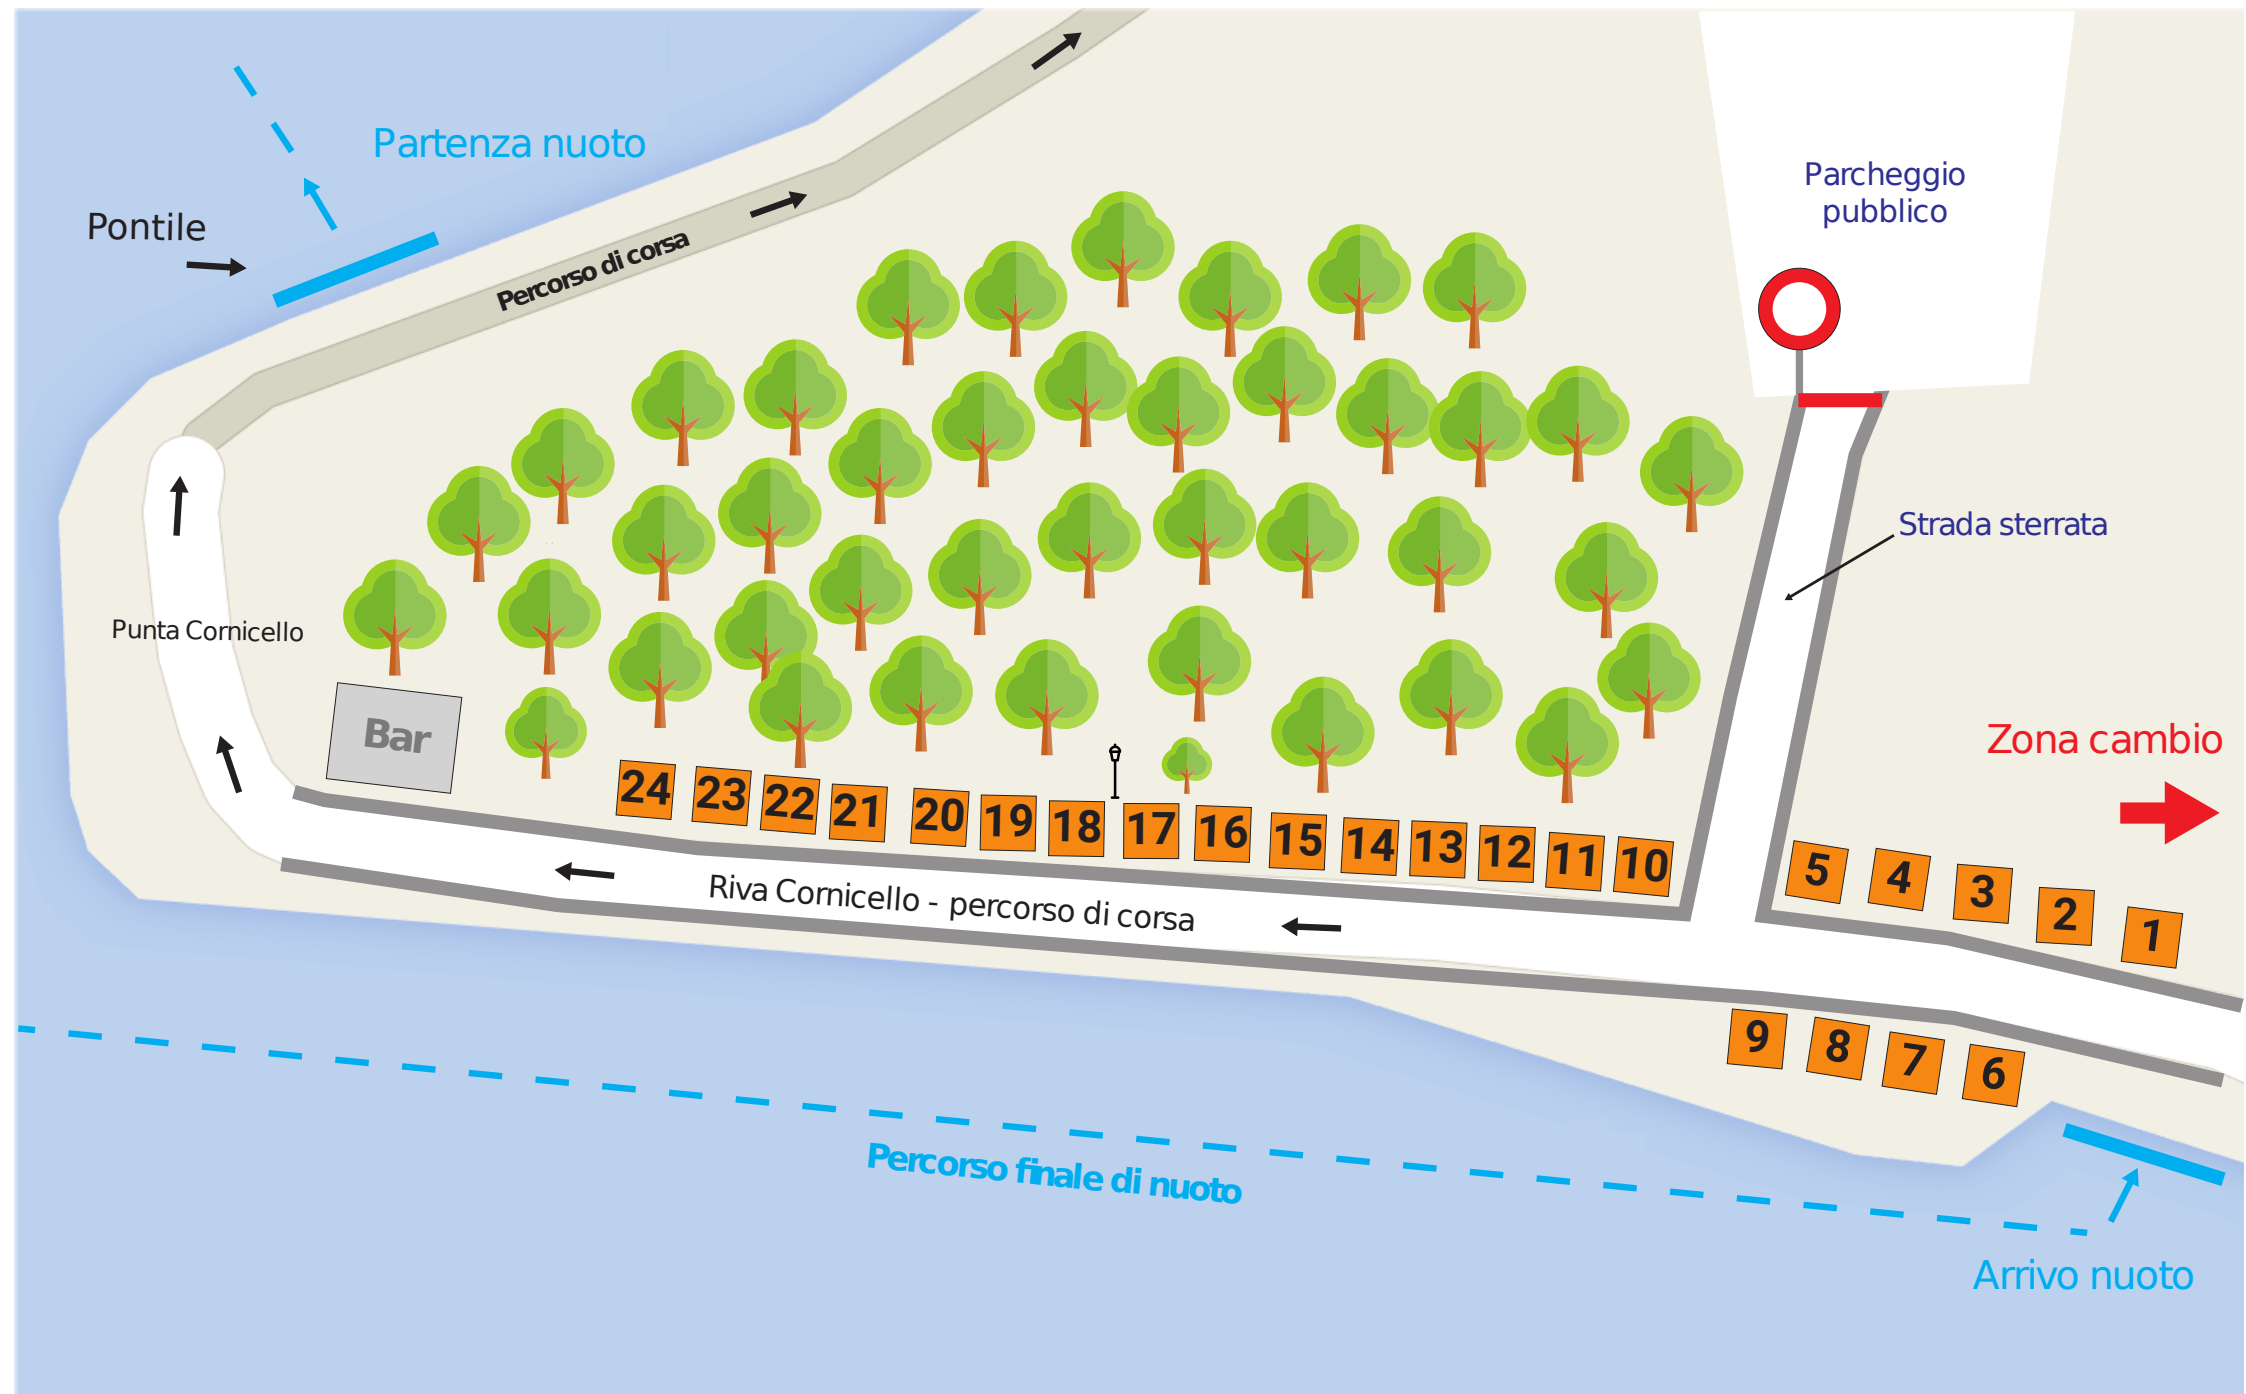 Partenza nuoto
Parcheggio
pubblico
Pontile
Percorso di corsa
Strada sterrata
Punta Cornicello
Bar
Zona cambio
24 23 22 21 20 19 18 17 16 15 14 13 12 11 10
5 4 3 2 1
Riva Cornicello - percorso di corsa
9 8 7 6
Percorso finale di nuoto
Arrivo nuoto